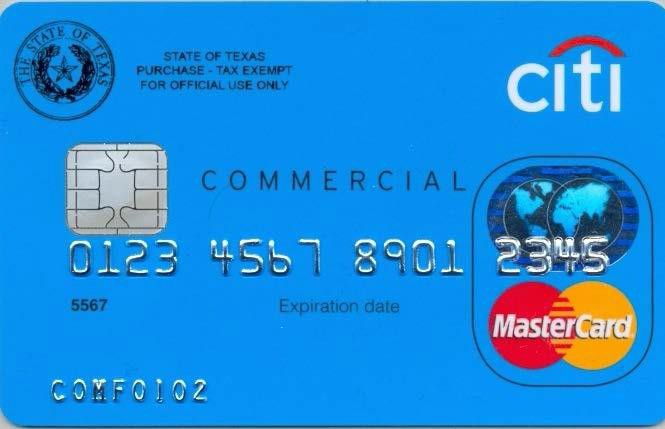 THE STATE OF TEXAS
STATE OF TEXAS
PURCHASE - TAX EXEMPT
FOR OFFICIAL USE ONLY
citi
COMMERCIAL
0123 4567 8901 2345
5567 Expiration date
MasterCard
COMF0102